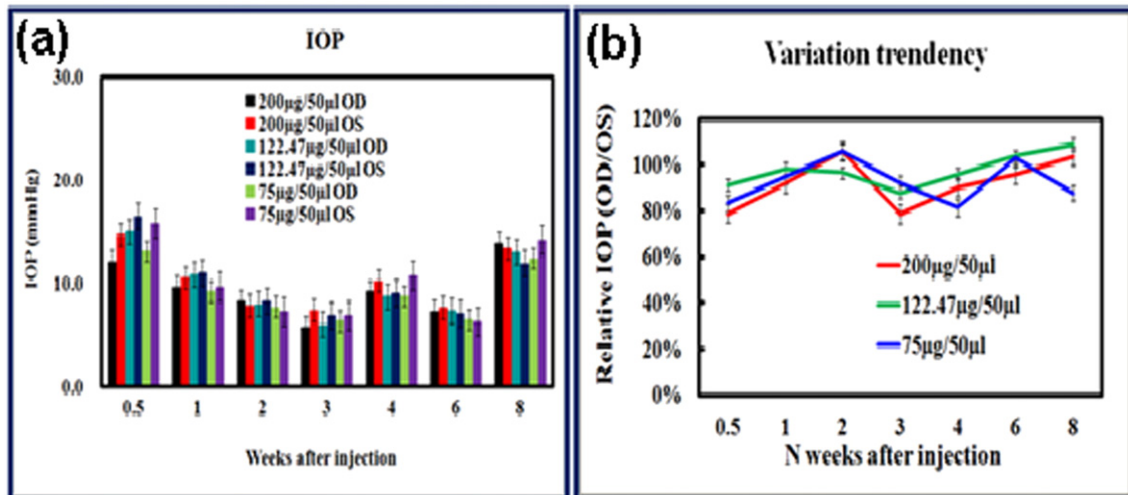 (a)
IOP
30.0
20.0
10.0
0.0
IOP (mmHg)
200µg/50µl OD
200µg/50µl OS
122.47µg/50µl OD
122.47µg/50µl OS
75µg/50µl OD
75µg/50µl OS
0.5 1 2 3 4 6 8
Weeks after injection
(b)
Variation trendency
Relative IOP (OD/OS)
120%
100%
80%
60%
40%
20%
0%
200µg/50µl
122.47µg/50µl
75µg/50µl
0.5 1 2 3 4 6 8
N weeks after injection